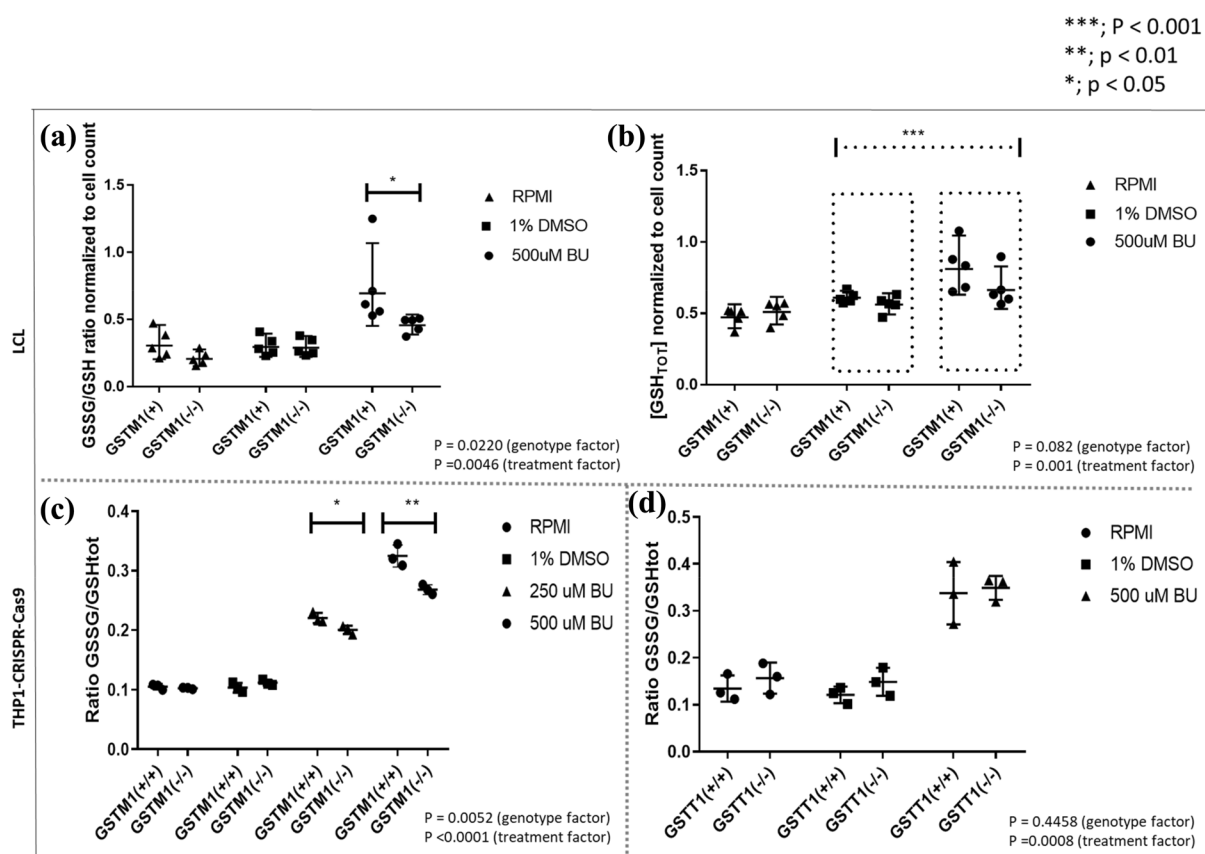 ***; P < 0.001
**; p < 0.01
*; p < 0.05
LCL
(a)
GSSG/GSH ratio normalized to cell count
1.5
1.0
0.5
0.0
*
RPMI
1% DMSO
500uM BU
GSTM1(+)
GSTM1(-/-)
GSTM1(+)
GSTM1(-/-)
GSTM1(+)
GSTM1(-/-)
P = 0.0220 (genotype factor)
P =0.0046 (treatment factor)
(b)
[GSHTOT] normalized to cell count
1.5
1.0
0.5
0.0
***
RPMI
1% DMSO
500uM BU
GSTM1(+)
GSTM1(-/-)
GSTM1(+)
GSTM1(-/-)
GSTM1(+)
GSTM1(-/-)
P = 0.082 (genotype factor)
P = 0.001 (treatment factor)
THP1-CRISPR-Cas9
(c)
Ratio GSSG/GSHtot
0.4
0.3
0.2
0.1
0.0
*
**
RPMI
1% DMSO
250 uM BU
500 uM BU
GSTM1(+/+)
GSTM1(-/-)
GSTM1(+/+)
GSTM1(-/-)
GSTM1(+/+)
GSTM1(-/-)
GSTM1(+/+)
GSTM1(-/-)
P = 0.0052 (genotype factor)
P <0.0001 (treatment factor)
(d)
Ratio GSSG/GSHtot
0.5
0.4
0.3
0.2
0.1
0.0
RPMI
1% DMSO
500 uM BU
GSTT1(+/+)
GSTT1(-/-)
GSTT1(+/+)
GSTT1(-/-)
GSTT1(+/+)
GSTT1(-/-)
P = 0.4458 (genotype factor)
P =0.0008 (treatment factor)